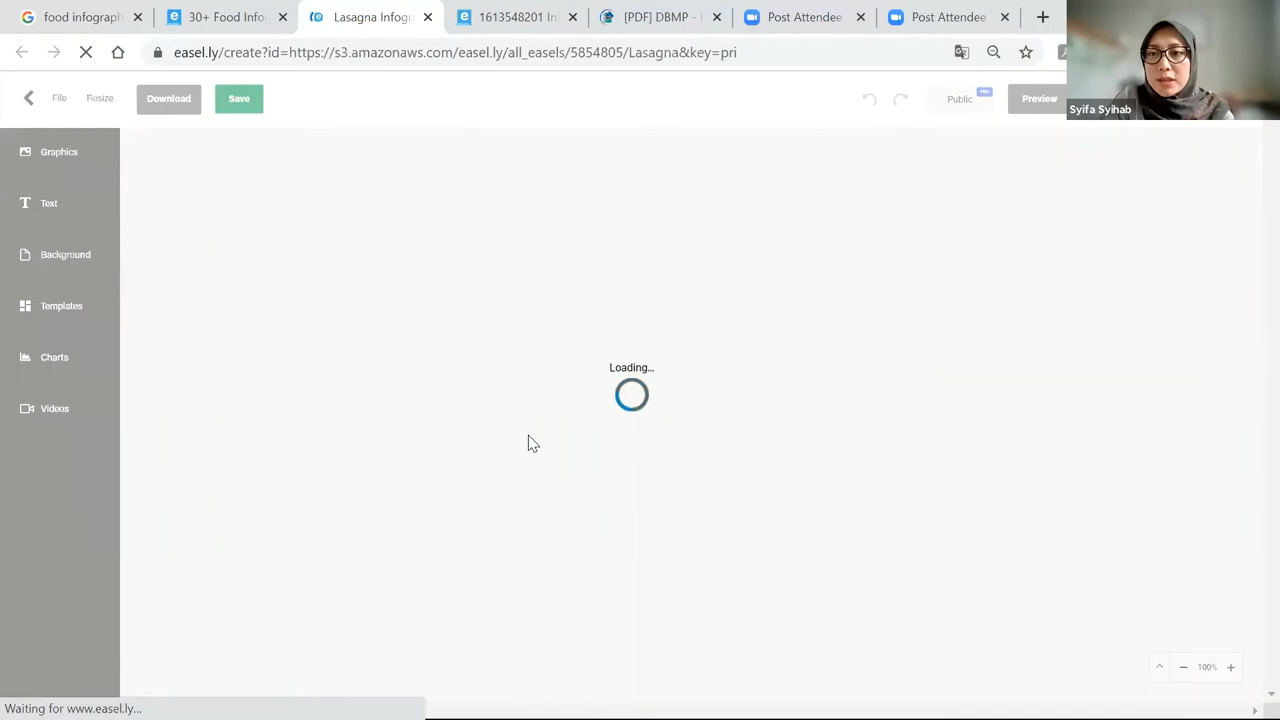 food infograph
30+ Food Info
Lasagna Infogr
1613548201 In
[PDF] DBMP -
Post Attendee
Post Attendee
easel.ly/create?id=https://s3.amazonaws.com/easel.ly/all_easels/5854805/Lasagna&key=pri
File
Resize
Download
Save
Public
PRO
Preview
Syifa Syihab
Graphics
Text
Background
Templates
Charts
Videos
Loading...
100%
Waiting for www.easel.ly...